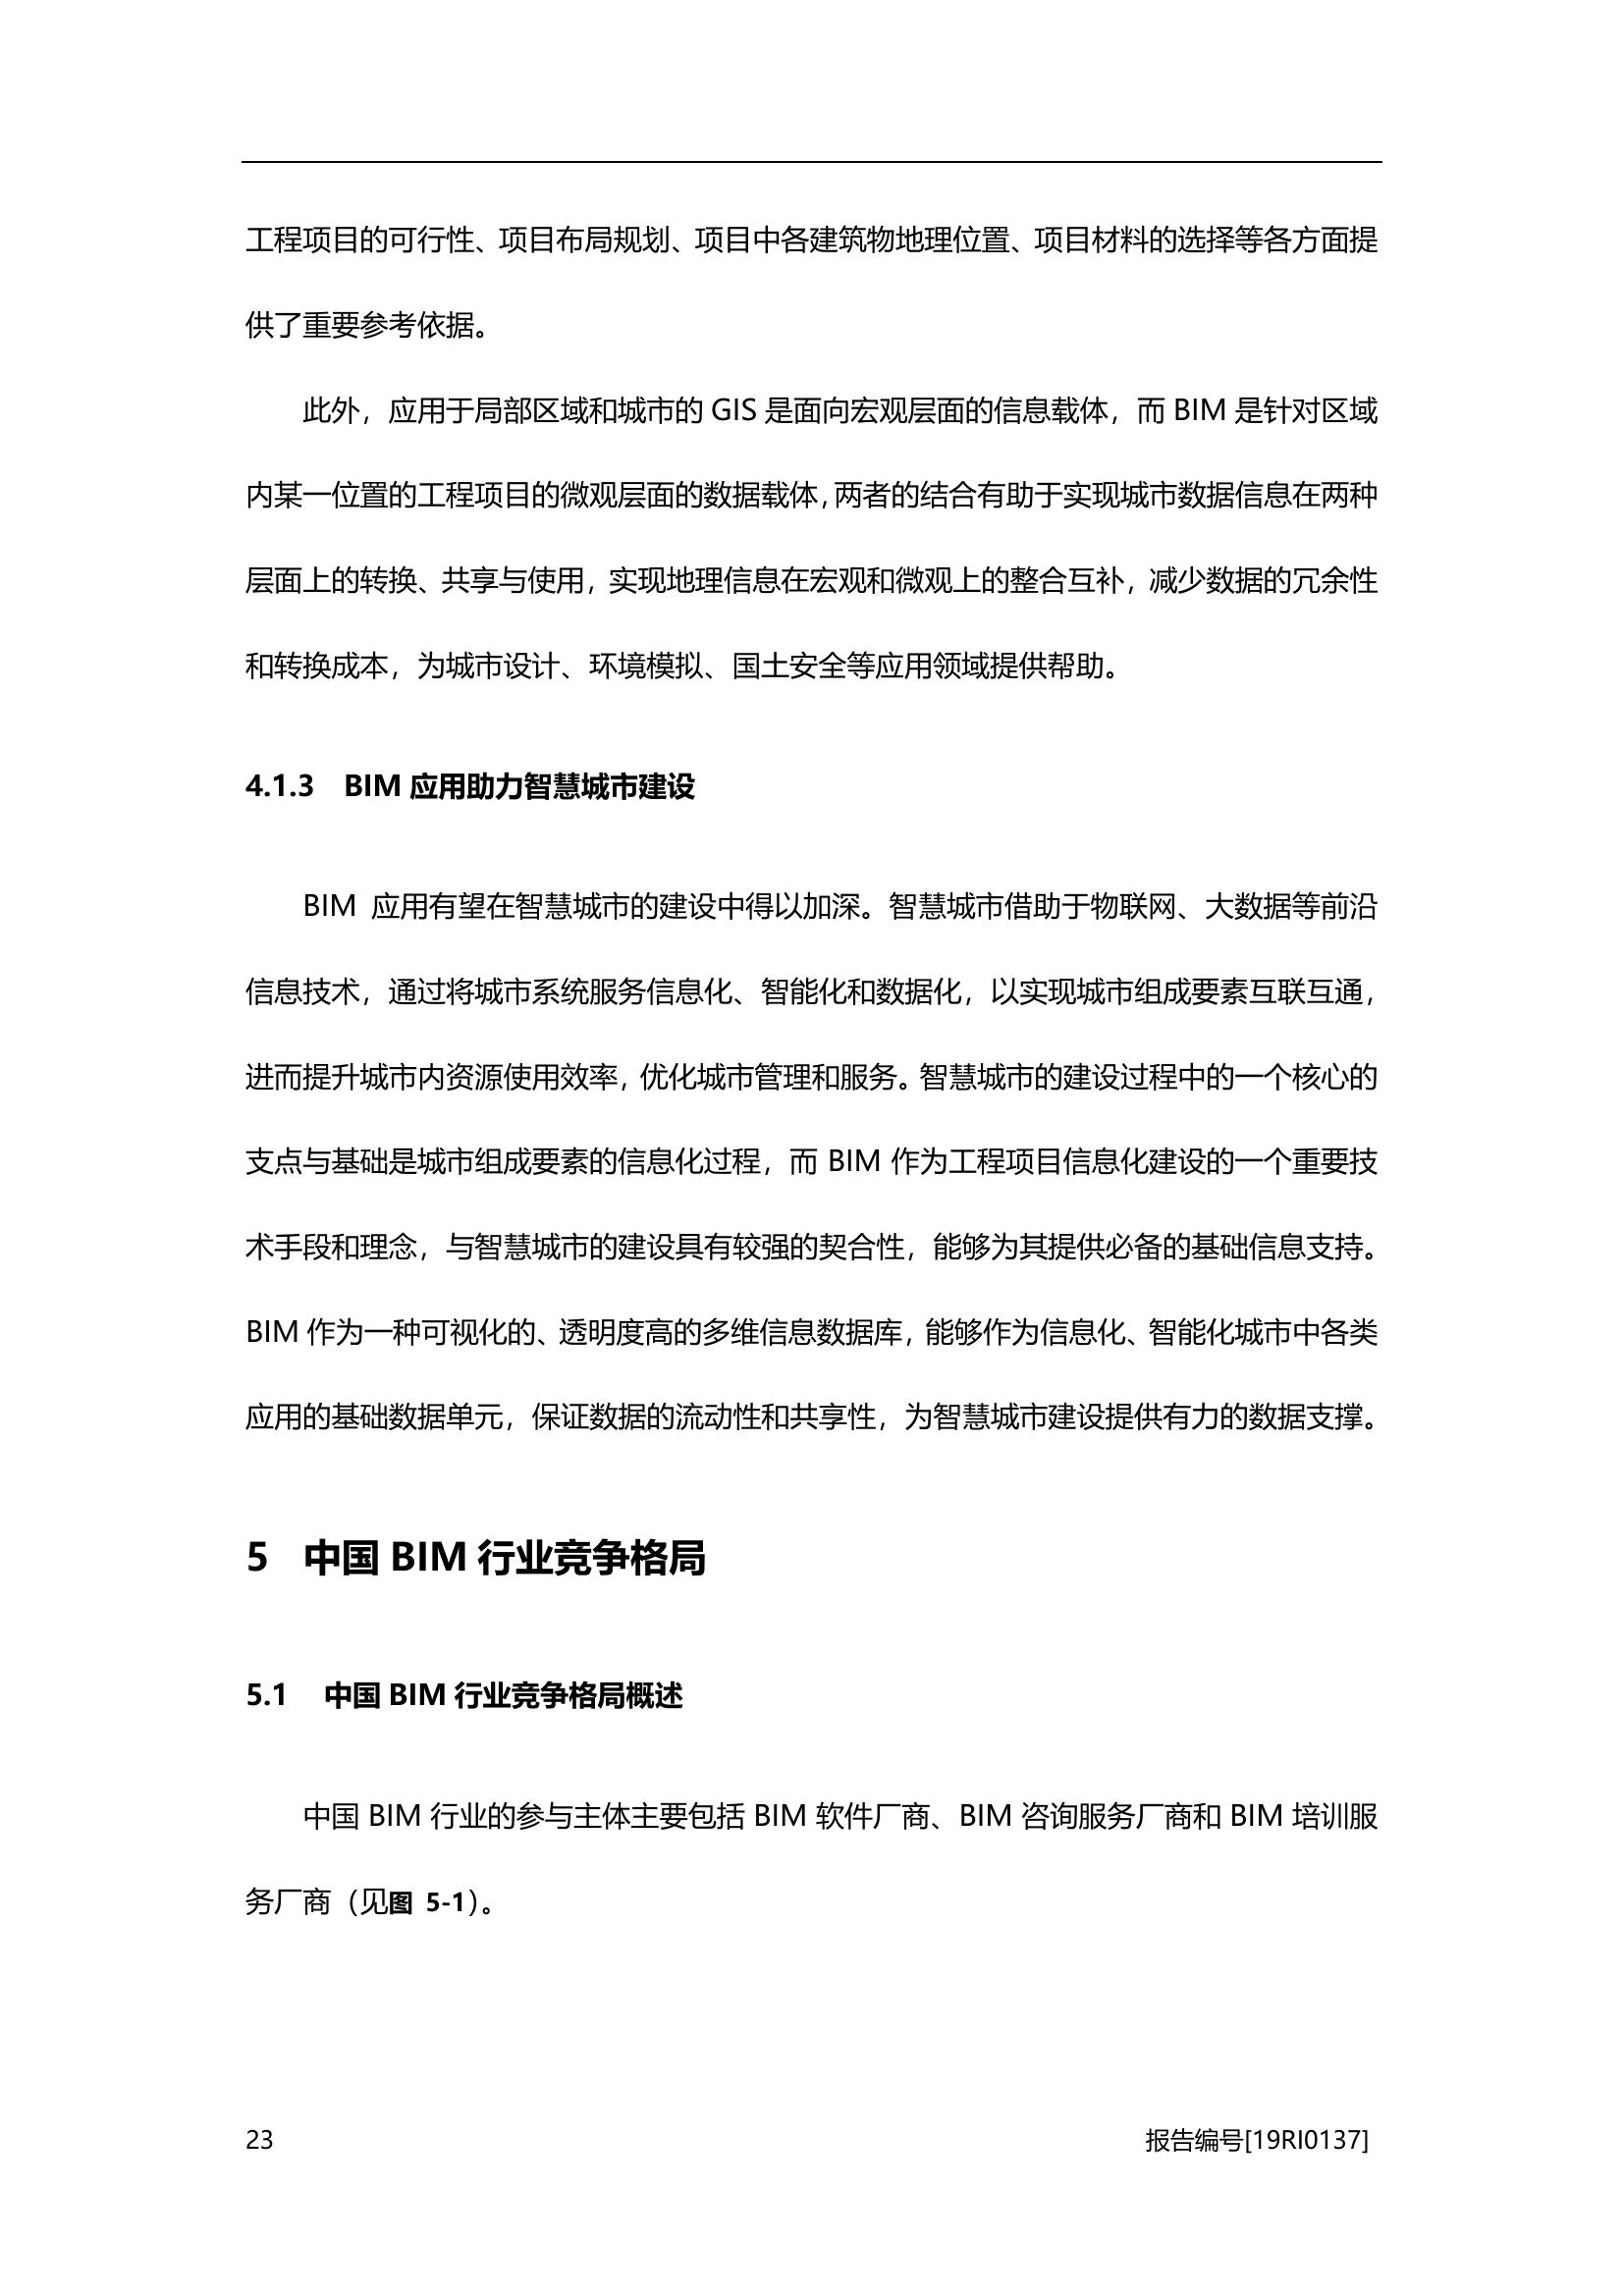 工程项目的可行性、项目布局规划、项目中各建筑物地理位置、项目材料的选择等各方面提
供了重要参考依据。
此外，应用于局部区域和城市的 GIS 是面向宏观层面的信息载体，而 BIM 是针对区域
内某一位置的工程项目的微观层面的数据载体，两者的结合有助于实现城市数据信息在两种
层面上的转换、共享与使用，实现地理信息在宏观和微观上的整合互补，减少数据的冗余性
和转换成本，为城市设计、环境模拟、国土安全等应用领域提供帮助。
4.1.3 BIM 应用助力智慧城市建设
BIM 应用有望在智慧城市的建设中得以加深。智慧城市借助于物联网、大数据等前沿
信息技术，通过将城市系统服务信息化、智能化和数据化，以实现城市组成要素互联互通，
进而提升城市内资源使用效率，优化城市管理和服务。智慧城市的建设过程中的一个核心的
支点与基础是城市组成要素的信息化过程，而 BIM 作为工程项目信息化建设的一个重要技
术手段和理念，与智慧城市的建设具有较强的契合性，能够为其提供必备的基础信息支持。
BIM 作为一种可视化的、透明度高的多维信息数据库，能够作为信息化、智能化城市中各类
应用的基础数据单元，保证数据的流动性和共享性，为智慧城市建设提供有力的数据支撑。
5 中国 BIM 行业竞争格局
5.1 中国 BIM 行业竞争格局概述
中国 BIM 行业的参与主体主要包括 BIM 软件厂商、BIM 咨询服务厂商和 BIM 培训服
务厂商（见图 5-1）。
23 报告编号[19RI0137]